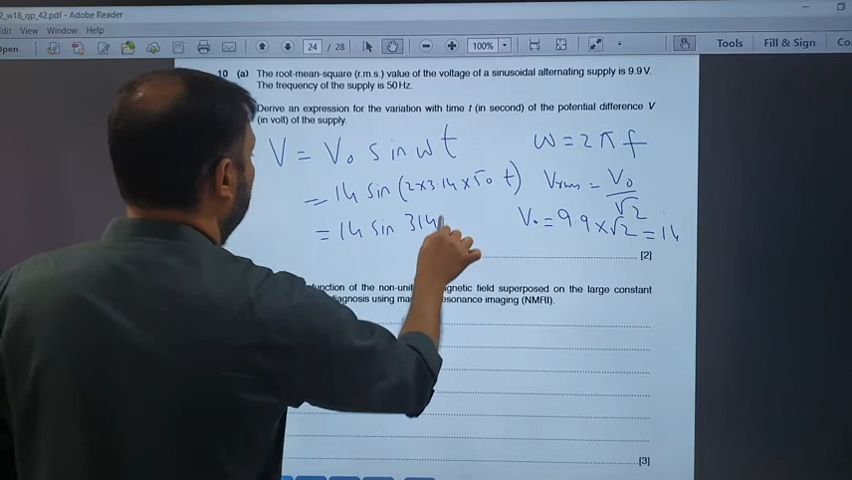 2_w18_qp_42.pdf - Adobe Reader
Edit View Window Help
Open 24 / 28 100% Tools Fill & Sign
10 (a) The root-mean-square (r.m.s.) value of the voltage of a sinusoidal alternating supply is 9.9 V.
The frequency of the supply is 50 Hz.
Derive an expression for the variation with time t (in second) of the potential difference V
(in volt) of the supply.
V = V₀ sin wt
w = 2πf
= 14 sin (2×3.14×50 t)
Vrms = V₀/√2
= 14 sin 314
V₀ = 9.9 × √2 = 14
[2]
function of the non-uni gnetic field superposed on the large constant
diagnosis using ma esonance imaging (NMRI).
[3]